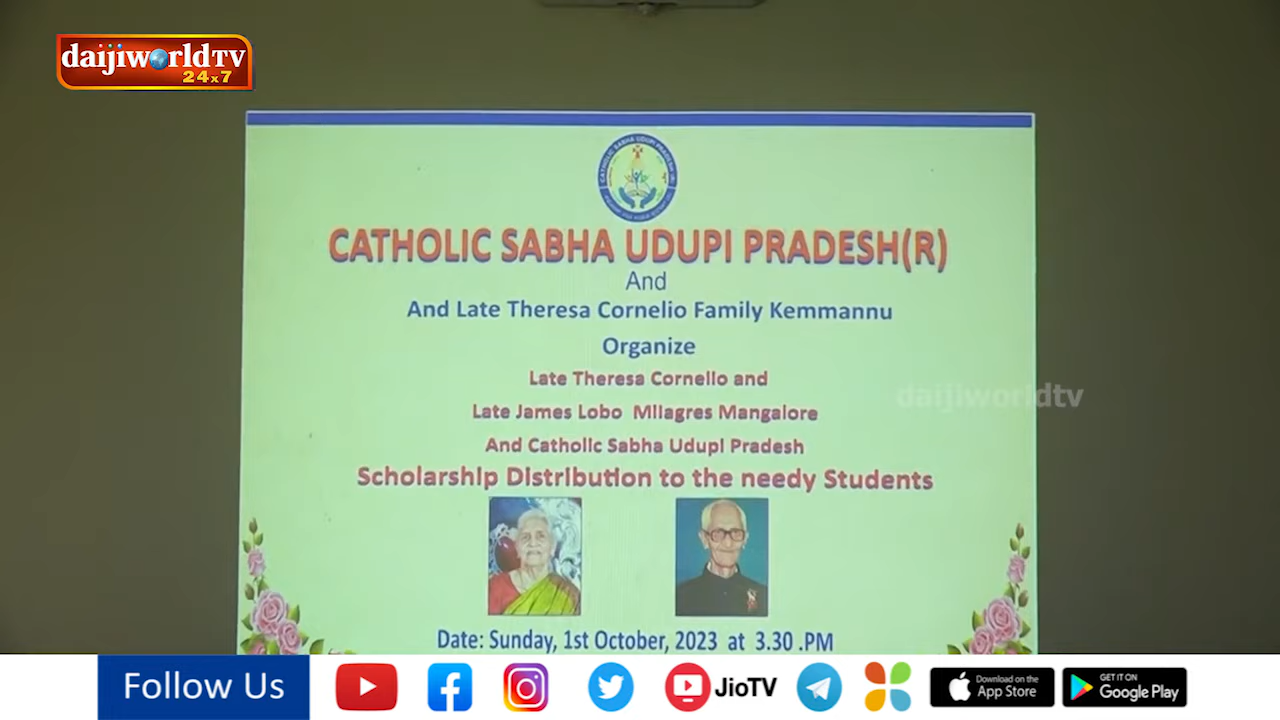 daijiworldTV
24x7
CATHOLIC SABHA UDUPI PRADESH(R)
And
And Late Theresa Cornelio Family Kemmannu
Organize
Late Theresa Cornelio and
Late James Lobo Milagres Mangalore
daijiworldtv
And Catholic Sabha Udupi Pradesh
Scholarship Distribution to the needy Students
Date: Sunday, 1st October, 2023 at 3.30 .PM
Follow Us
JioTV
Download on the
App Store
GET IT ON
Google Play